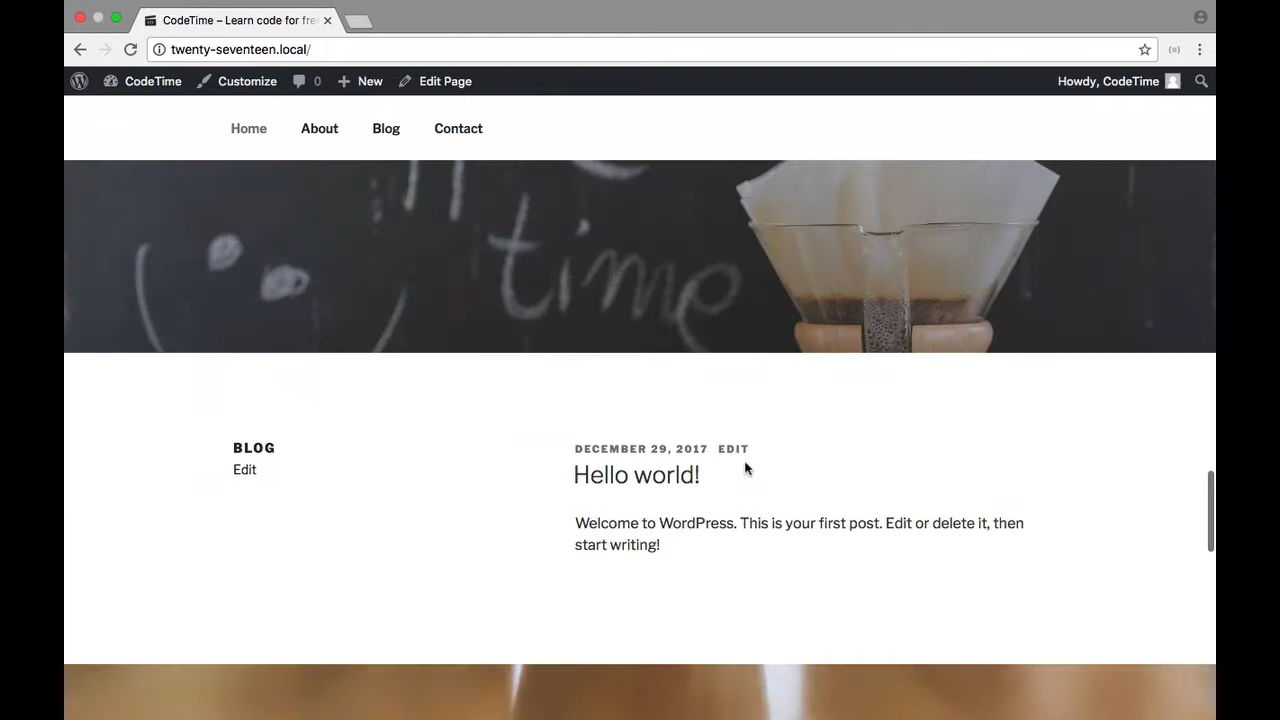 CodeTime – Learn code for fre
twenty-seventeen.local/
CodeTime Customize 0 New Edit Page Howdy, CodeTime
Home About Blog Contact
time
BLOG
Edit
DECEMBER 29, 2017 EDIT
Hello world!
Welcome to WordPress. This is your first post. Edit or delete it, then
start writing!